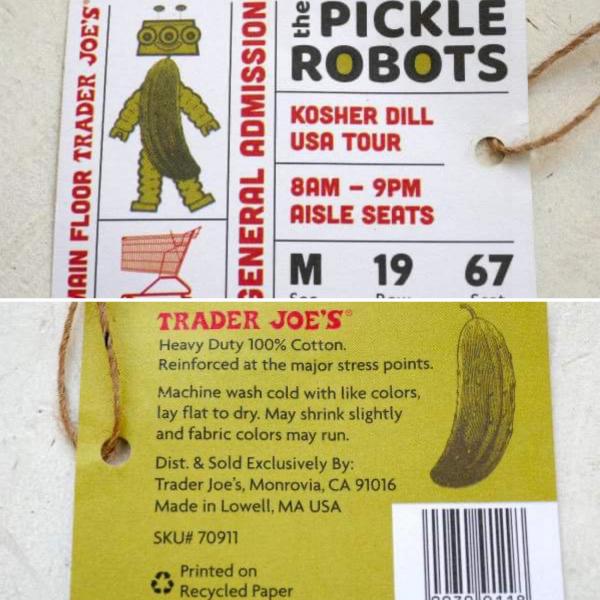 MAIN FLOOR TRADER JOE'S®
GENERAL ADMISSION
the PICKLE
ROBOTS
KOSHER DILL
USA TOUR
8AM – 9PM
AISLE SEATS
M 19 67
TRADER JOE'S®
Heavy Duty 100% Cotton.
Reinforced at the major stress points.
Machine wash cold with like colors,
lay flat to dry. May shrink slightly
and fabric colors may run.
Dist. & Sold Exclusively By:
Trader Joe's, Monrovia, CA 91016
Made in Lowell, MA USA
SKU# 70911
Printed on
Recycled Paper